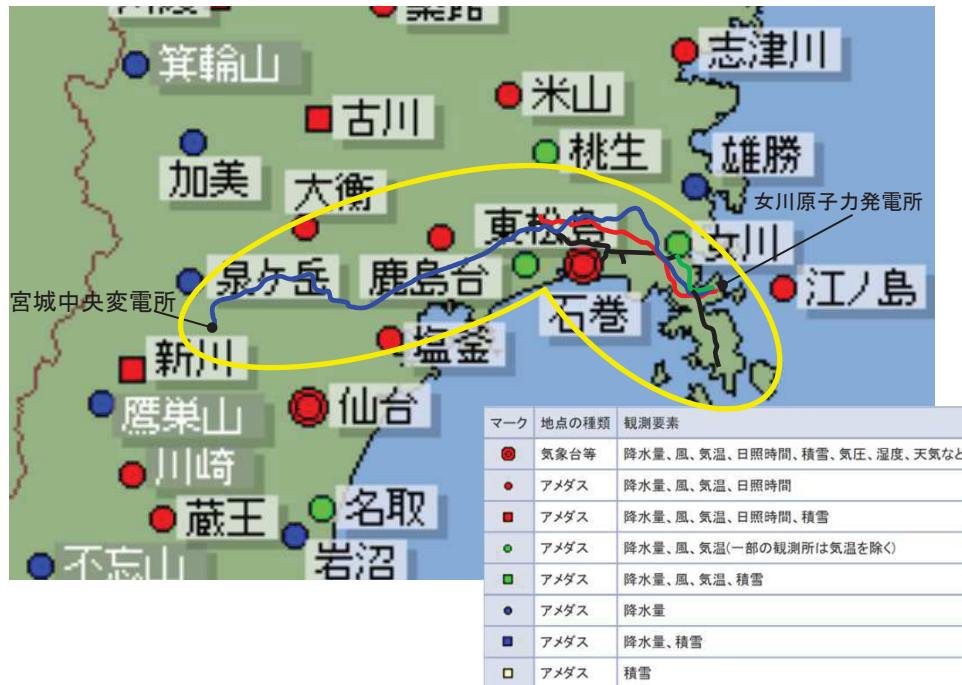 箕輪山
志津川
米山
古川
桃生
雄勝
加美
大衡
女川原子力発電所
東松島
女川
泉ケ岳
鹿島台
江ノ島
宮城中央変電所
石巻
塩釜
新川
仙台
鷹巣山
川崎
蔵王
名取
岩沼
不忘山
マーク 地点の種類 観測要素
気象台等 降水量、風、気温、日照時間、積雪、気圧、湿度、天気など
アメダス 降水量、風、気温、日照時間
アメダス 降水量、風、気温、日照時間、積雪
アメダス 降水量、風、気温(一部の観測所は気温を除く)
アメダス 降水量、風、気温、積雪
アメダス 降水量
アメダス 降水量、積雪
アメダス 積雪